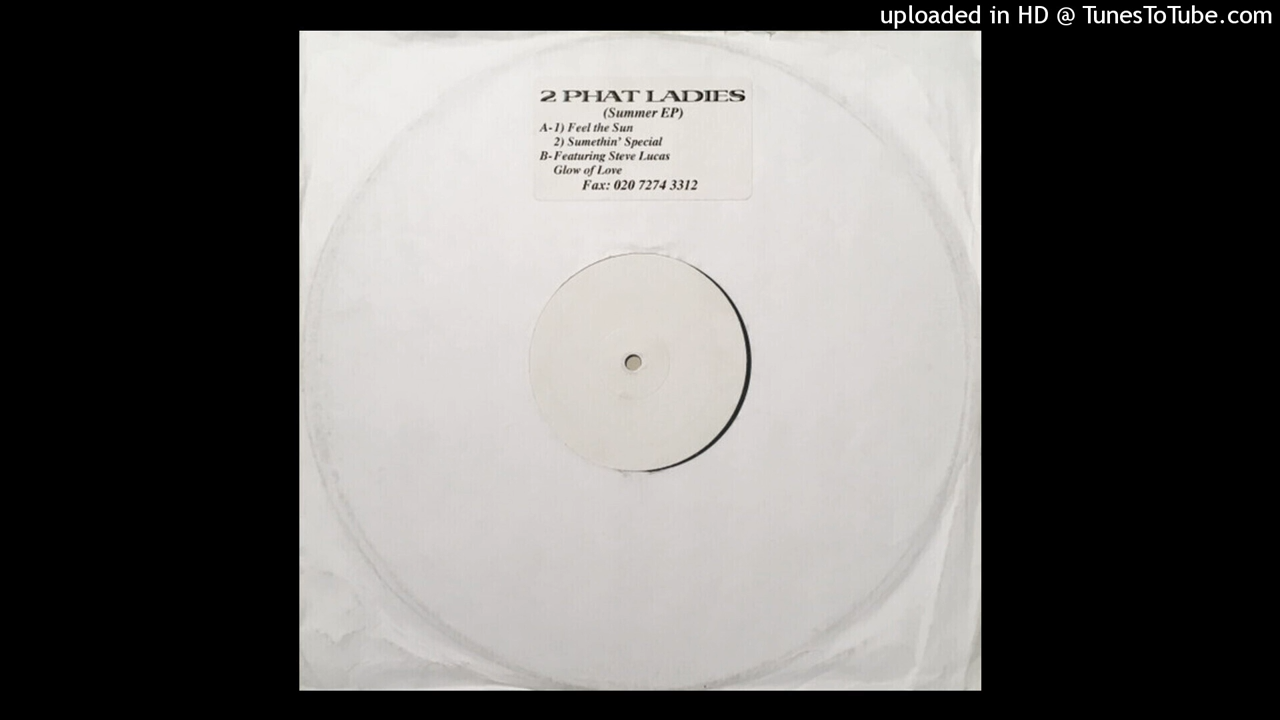 uploaded in HD @ TunesToTube.com
2 PHAT LADIES
(Summer EP)
A-1) Feel the Sun
2) Sumethin' Special
B-Featuring Steve Lucas
Glow of Love
Fax: 020 7274 3312